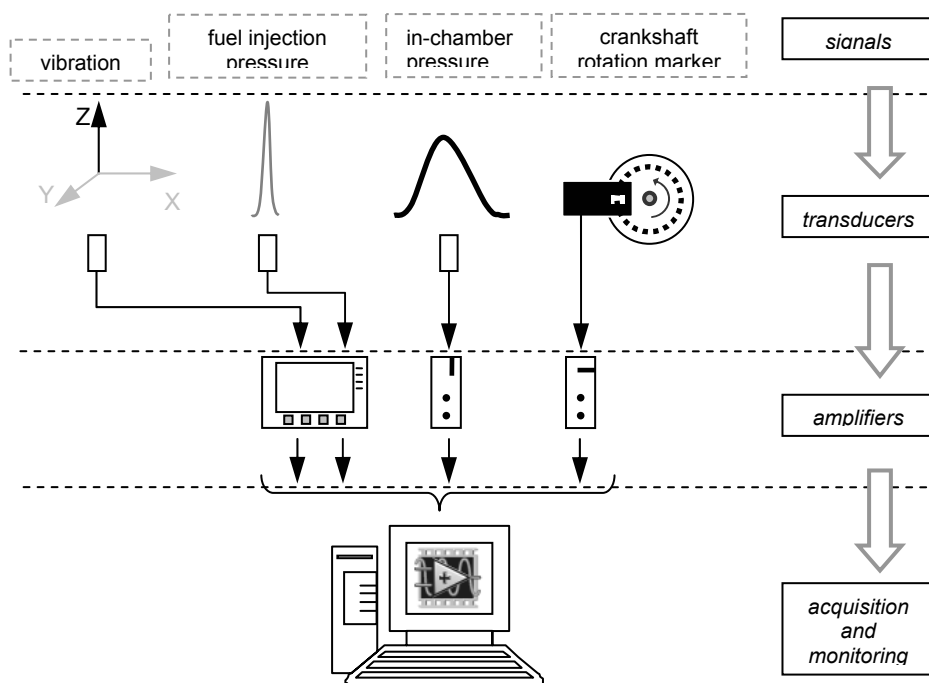 vibration
fuel injection
pressure
in-chamber
pressure
crankshaft
rotation marker
signals
Z
Y
X
transducers
amplifiers
acquisition
and
monitoring